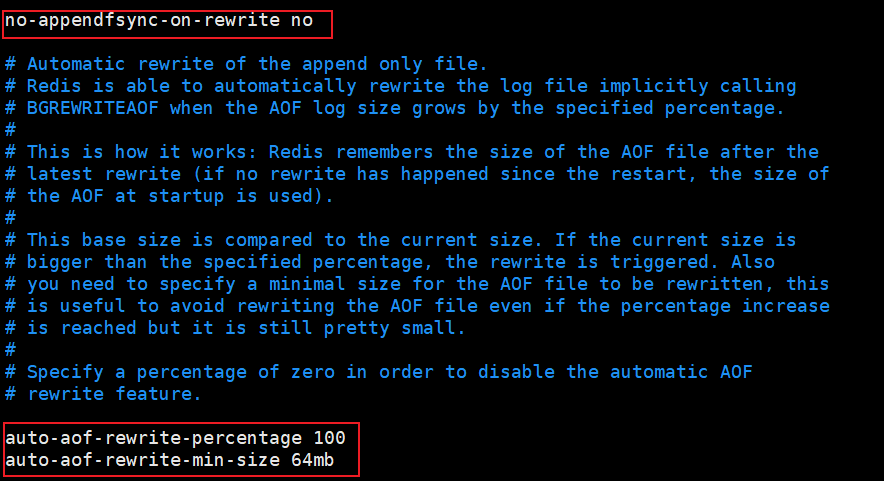 no-appendfsync-on-rewrite no
# Automatic rewrite of the append only file.
# Redis is able to automatically rewrite the log file implicitly calling
# BGREWRITEAOF when the AOF log size grows by the specified percentage.
#
# This is how it works: Redis remembers the size of the AOF file after the
# latest rewrite (if no rewrite has happened since the restart, the size of
# the AOF at startup is used).
#
# This base size is compared to the current size. If the current size is
# bigger than the specified percentage, the rewrite is triggered. Also
# you need to specify a minimal size for the AOF file to be rewritten, this
# is useful to avoid rewriting the AOF file even if the percentage increase
# is reached but it is still pretty small.
#
# Specify a percentage of zero in order to disable the automatic AOF
# rewrite feature.
auto-aof-rewrite-percentage 100
auto-aof-rewrite-min-size 64mb